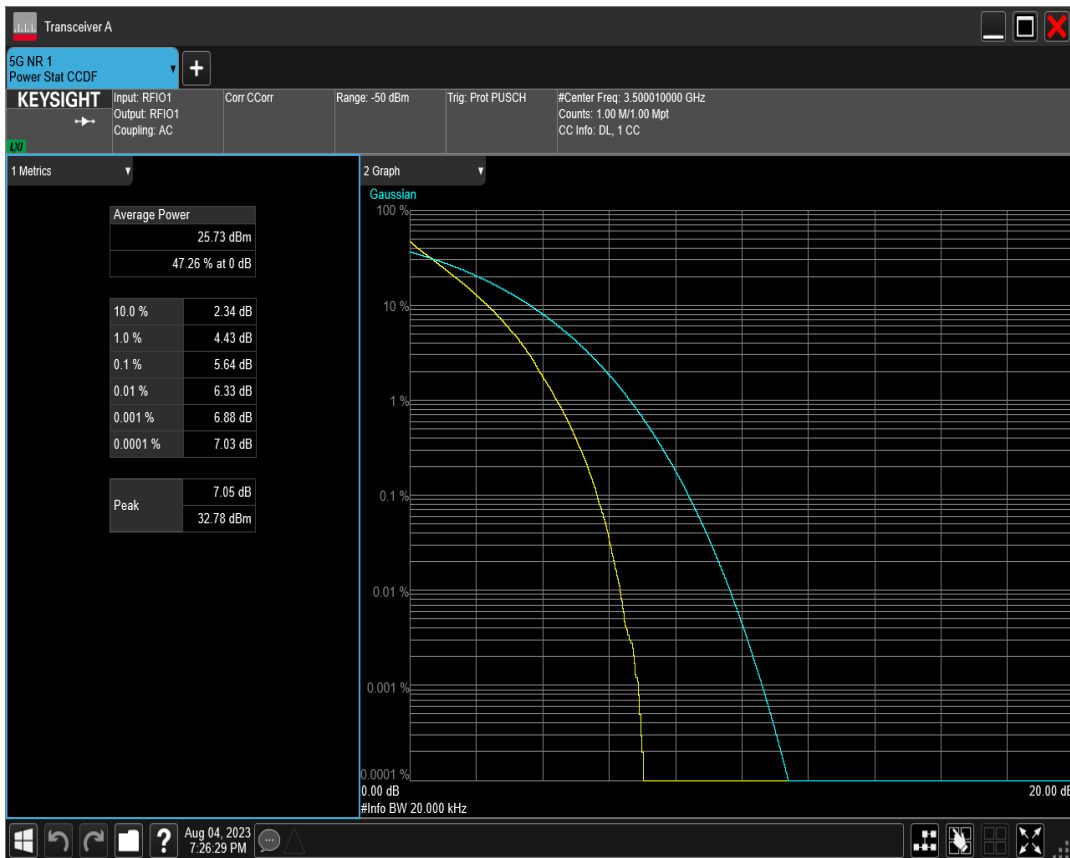 Transceiver A
5G NR 1
Power Stat CCDF
+
KEYSIGHT
LXI
Input: RFIO1
Output: RFIO1
Coupling: AC
Corr CCorr
Range: -50 dBm
Trig: Prot PUSCH
#Center Freq: 3.500010000 GHz
Counts: 1.00 M/1.00 Mpt
CC Info: DL, 1 CC
1 Metrics
Average Power
25.73 dBm
47.26 % at 0 dB
10.0 % 2.34 dB
1.0 % 4.43 dB
0.1 % 5.64 dB
0.01 % 6.33 dB
0.001 % 6.88 dB
0.0001 % 7.03 dB
Peak
7.05 dB
32.78 dBm
2 Graph
Gaussian
100 %
10 %
1 %
0.1 %
0.01 %
0.001 %
0.0001 %
0.00 dB 20.00 dB
#Info BW 20.000 kHz
?
Aug 04, 2023
7:26:29 PM